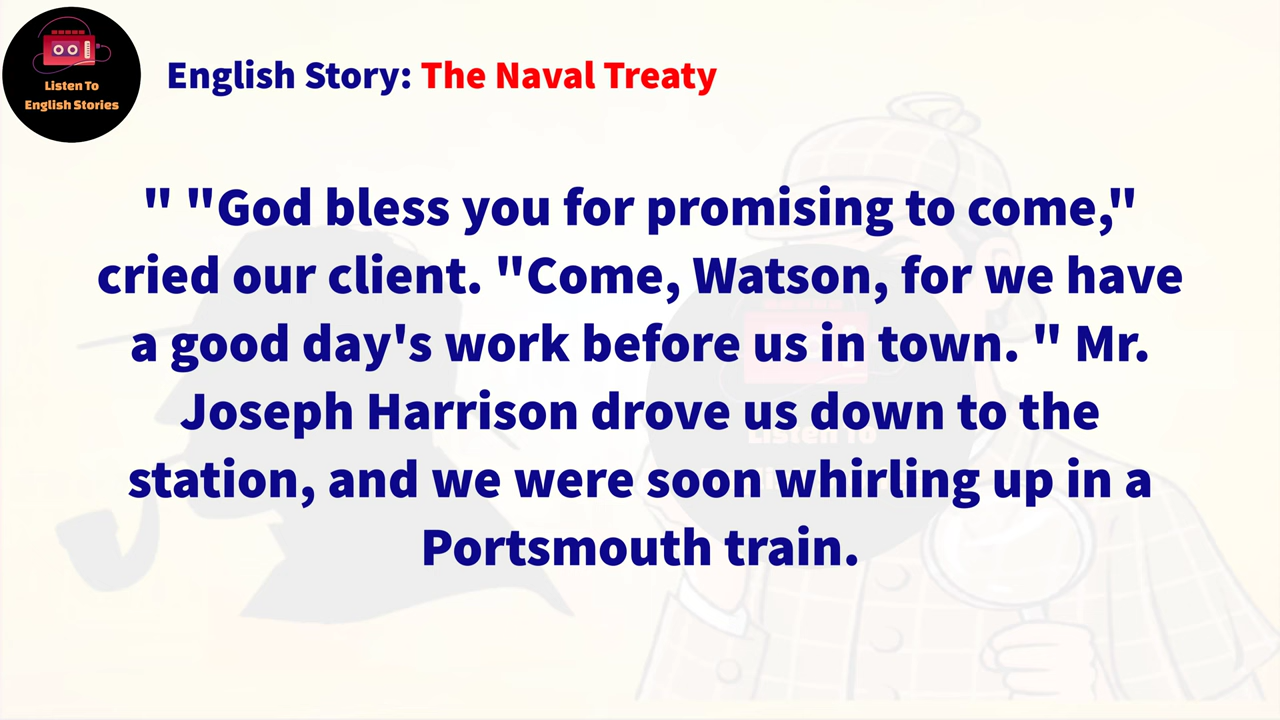 Listen To
English Stories
English Story: The Naval Treaty
" "God bless you for promising to come,"
cried our client. "Come, Watson, for we have
a good day's work before us in town. " Mr.
Joseph Harrison drove us down to the
station, and we were soon whirling up in a
Portsmouth train.
Listen To